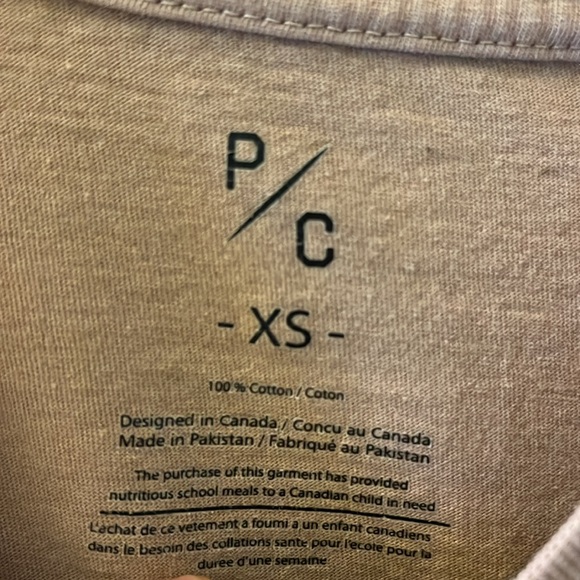 P/C
- XS -
100 % Cotton / Coton
Designed in Canada / Concu au Canada
Made in Pakistan / Fabriqué au Pakistan
The purchase of this garment has provided
nutritious school meals to a Canadian child in need
L'achat de ce vetement a fourni a un enfant canadiens
dans le besoin des collations sante pour l'ecole pour la
duree d'une semaine